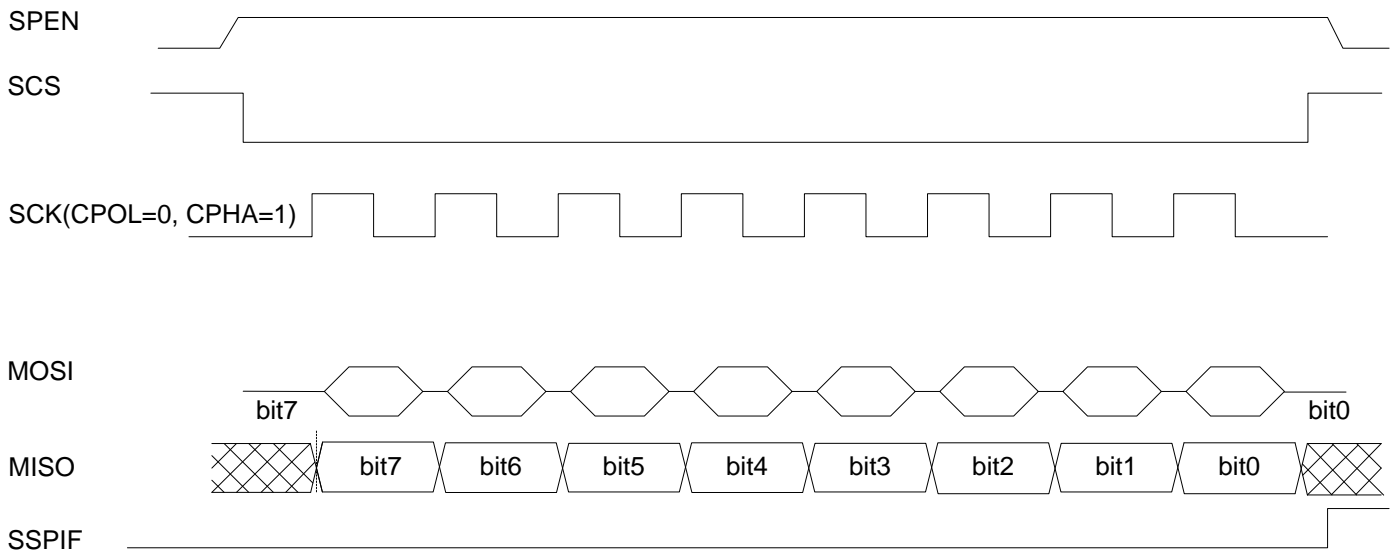 SPEN
SCS
SCK(CPOL=0, CPHA=1)
MOSI
bit7
bit0
MISO
bit7
bit6
bit5
bit4
bit3
bit2
bit1
bit0
SSPIF